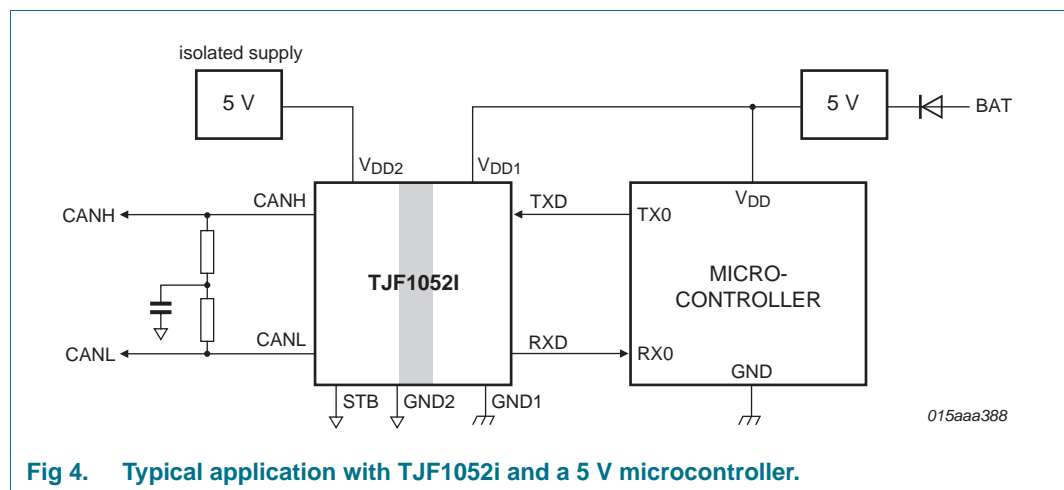 isolated supply
5 V
5 V
BAT
VDD2
VDD1
CANH
CANH
TXD
TX0
VDD
TJF1052I
MICRO-
CONTROLLER
CANL
CANL
RXD
RX0
GND
STB
GND2
GND1
015aaa388
Fig 4. Typical application with TJF1052i and a 5 V microcontroller.